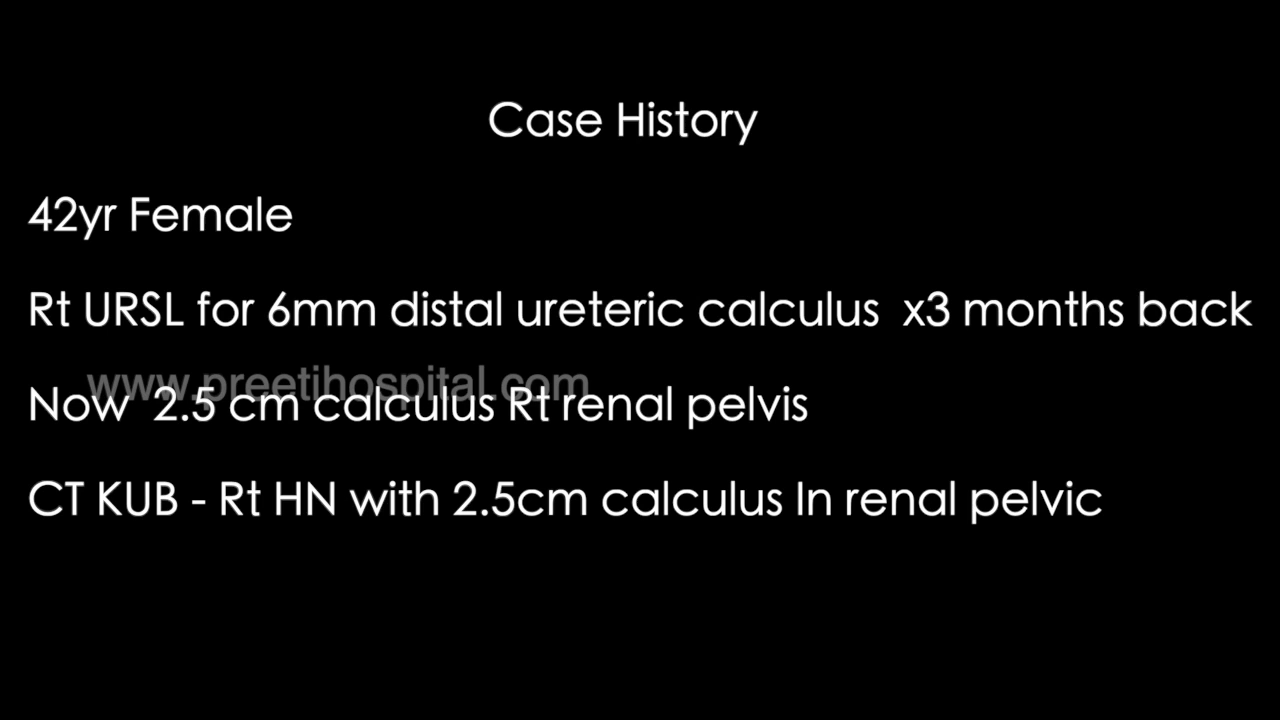 Case History
42yr Female
Rt URSL for 6mm distal ureteric calculus x3 months back
www.preetihospital.com
Now 2.5 cm calculus Rt renal pelvis
CT KUB - Rt HN with 2.5cm calculus In renal pelvic